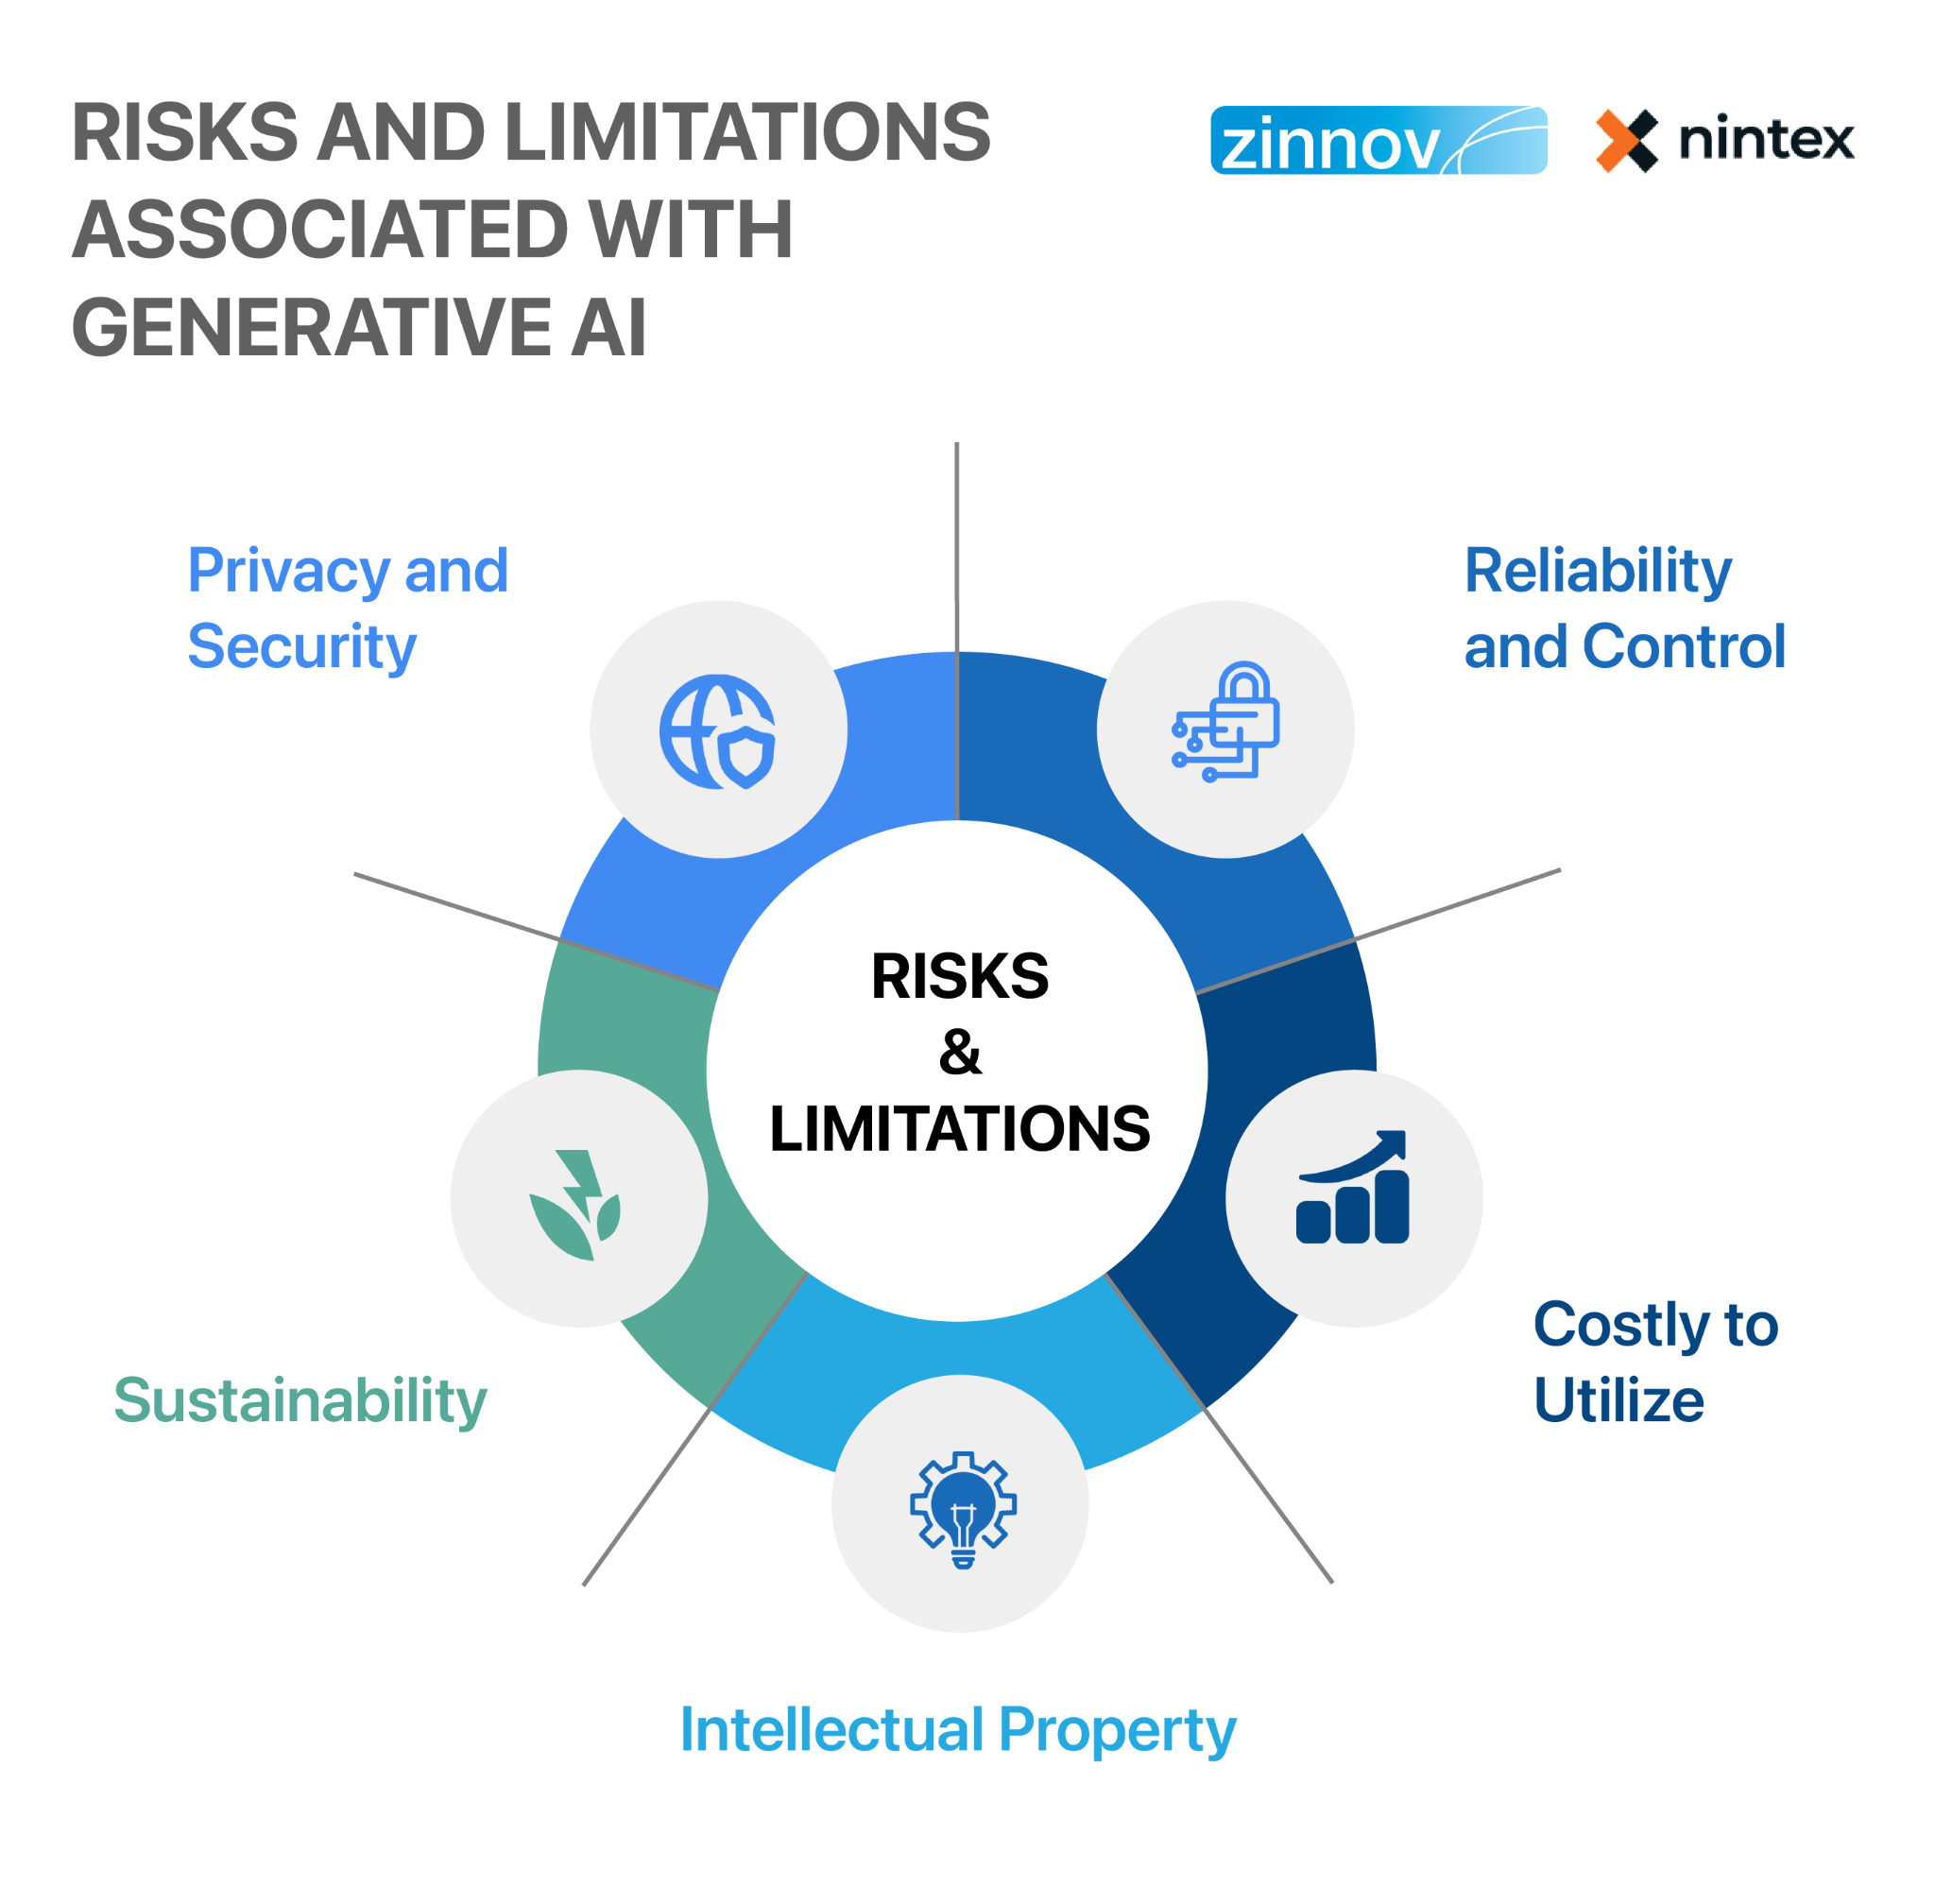 RISKS AND LIMITATIONS
ASSOCIATED WITH
GENERATIVE AI
zinnov
nintex
Privacy and
Security
Reliability
and Control
RISKS
&
LIMITATIONS
Costly to
Utilize
Sustainability
Intellectual Property